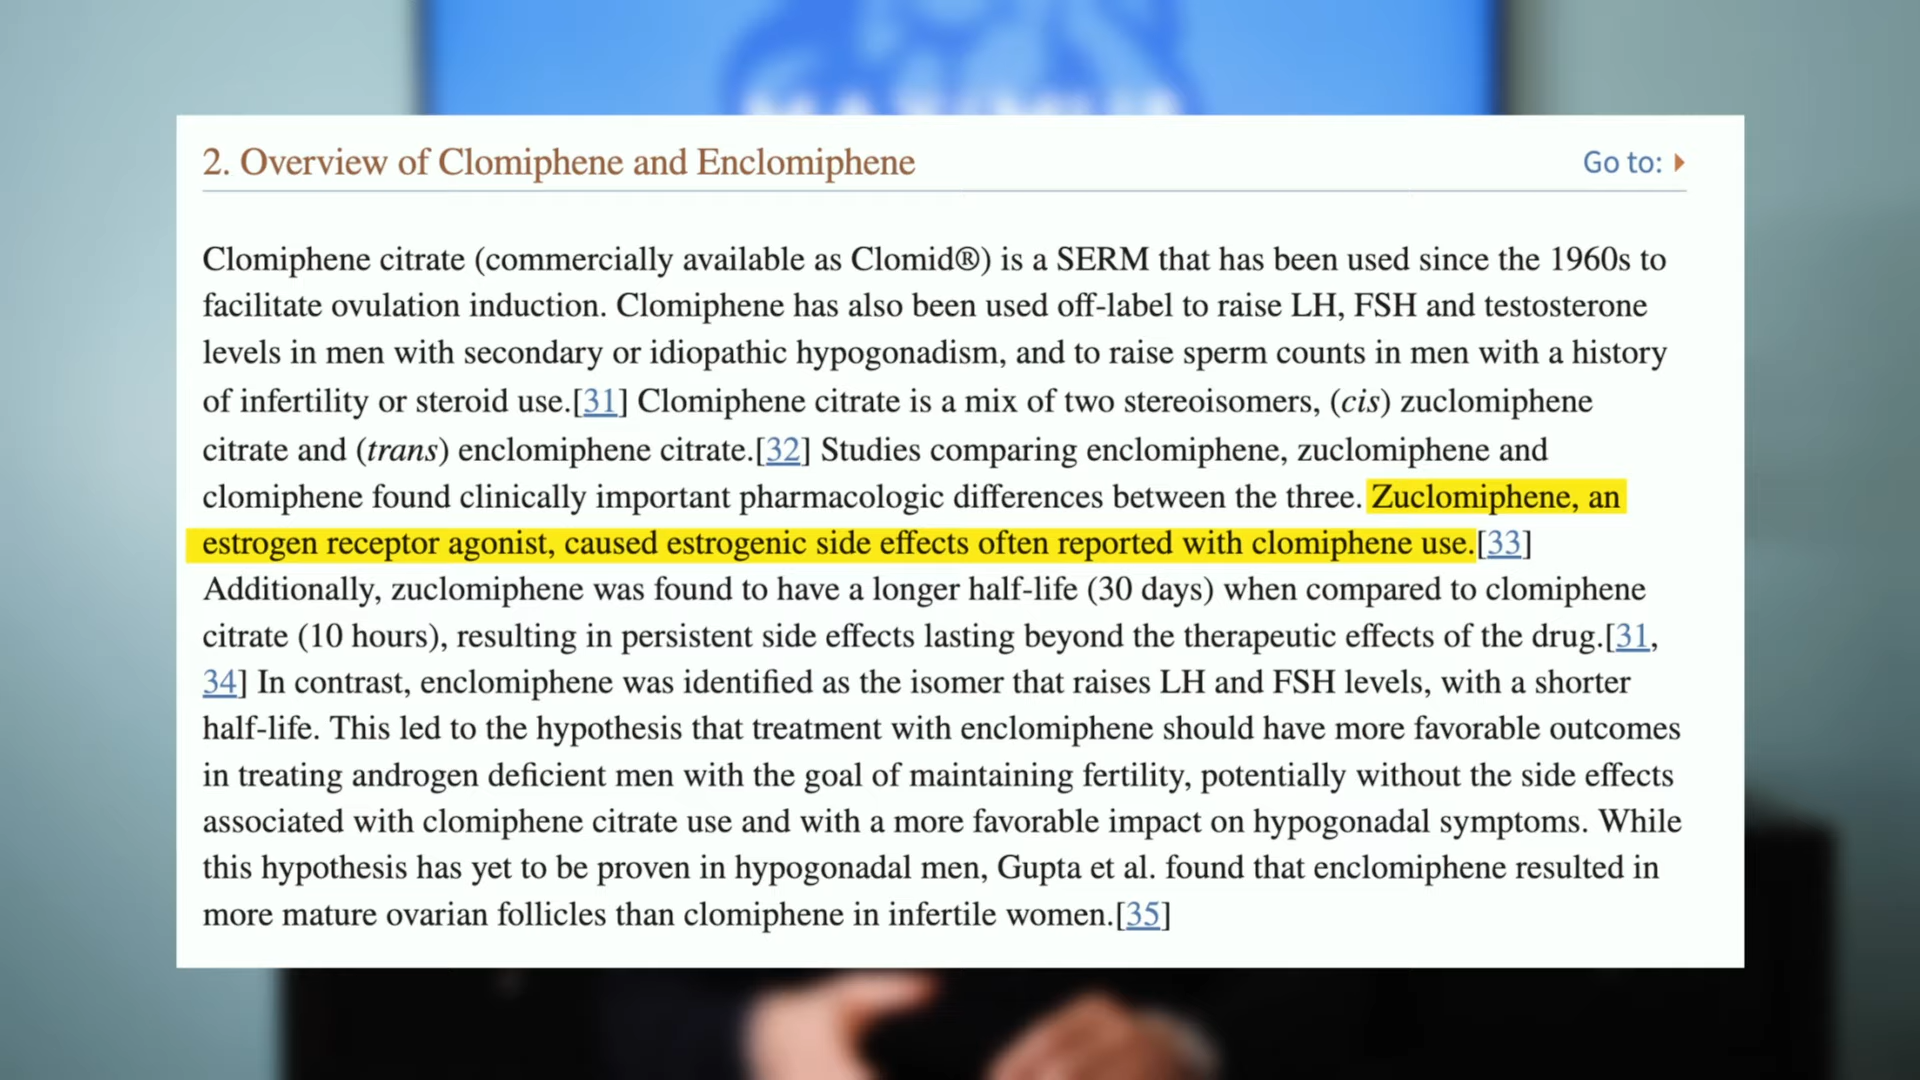 2. Overview of Clomiphene and Enclomiphene
Go to:
Clomiphene citrate (commercially available as Clomid®) is a SERM that has been used since the 1960s to
facilitate ovulation induction. Clomiphene has also been used off-label to raise LH, FSH and testosterone
levels in men with secondary or idiopathic hypogonadism, and to raise sperm counts in men with a history
of infertility or steroid use.[31] Clomiphene citrate is a mix of two stereoisomers, (cis) zuclomiphene
citrate and (trans) enclomiphene citrate.[32] Studies comparing enclomiphene, zuclomiphene and
clomiphene found clinically important pharmacologic differences between the three. Zuclomiphene, an
estrogen receptor agonist, caused estrogenic side effects often reported with clomiphene use.[33]
Additionally, zuclomiphene was found to have a longer half-life (30 days) when compared to clomiphene
citrate (10 hours), resulting in persistent side effects lasting beyond the therapeutic effects of the drug.[31,
34] In contrast, enclomiphene was identified as the isomer that raises LH and FSH levels, with a shorter
half-life. This led to the hypothesis that treatment with enclomiphene should have more favorable outcomes
in treating androgen deficient men with the goal of maintaining fertility, potentially without the side effects
associated with clomiphene citrate use and with a more favorable impact on hypogonadal symptoms. While
this hypothesis has yet to be proven in hypogonadal men, Gupta et al. found that enclomiphene resulted in
more mature ovarian follicles than clomiphene in infertile women.[35]